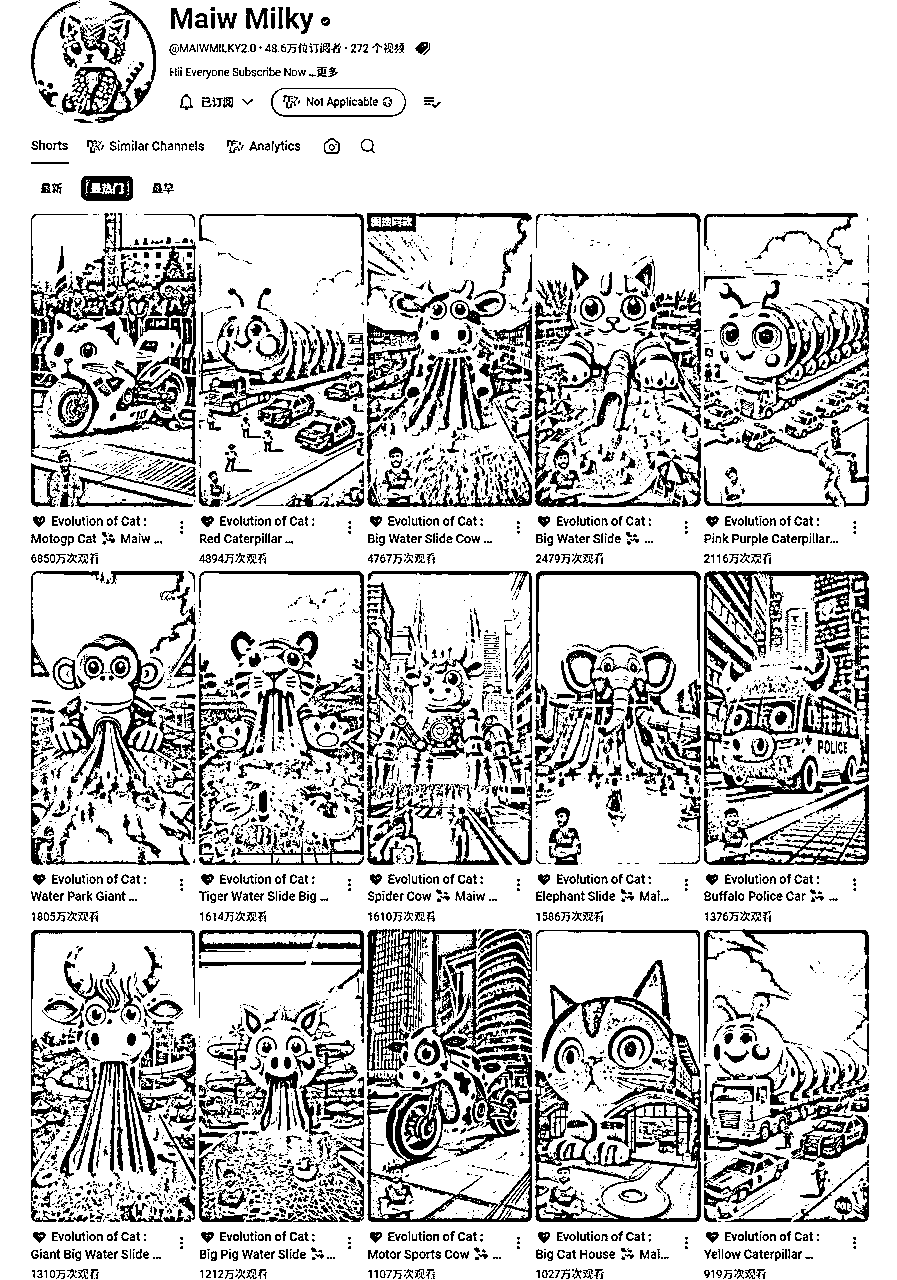 Maiw Milky
@MAIWMILKY2.0 · 48.6万位订阅者 · 272 个视频
Hii Everyone Subscribe Now ...更多
已订阅
Not Applicable
Shorts
Similar Channels
Analytics
最新
最热门
最早
Evolution of Cat :
Motogp Cat Maiw ...
6850万次观看
Evolution of Cat :
Red Caterpillar ...
4894万次观看
Evolution of Cat :
Big Water Slide Cow ...
4767万次观看
Evolution of Cat :
Big Water Slide ...
2479万次观看
Evolution of Cat :
Pink Purple Caterpillar...
2116万次观看
POLICE
Evolution of Cat :
Water Park Giant ...
1805万次观看
Evolution of Cat :
Tiger Water Slide Big ...
1614万次观看
Evolution of Cat :
Spider Cow Maiw ...
1610万次观看
Evolution of Cat :
Elephant Slide Mai...
1586万次观看
Evolution of Cat :
Buffalo Police Car ...
1376万次观看
Evolution of Cat :
Giant Big Water Slide ...
1310万次观看
Evolution of Cat :
Big Pig Water Slide ...
1212万次观看
Evolution of Cat :
Motor Sports Cow ...
1107万次观看
Evolution of Cat :
Big Cat House Mai...
1027万次观看
Evolution of Cat :
Yellow Caterpillar ...
919万次观看